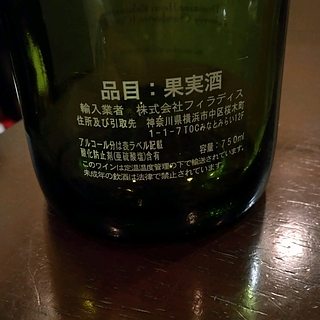 品目：果実酒
輸入業者　株式会社フィラディス
住所及び引取先　神奈川県横浜市中区桜木町
1-1-7TOCみなとみらい12F
アルコール分は表ラベル記載
酸化防止剤(亜硫酸塩)含有　容量：750ml
このワインは定温温度管理の下で輸送されています。
未成年の飲酒は法律で禁止されています。